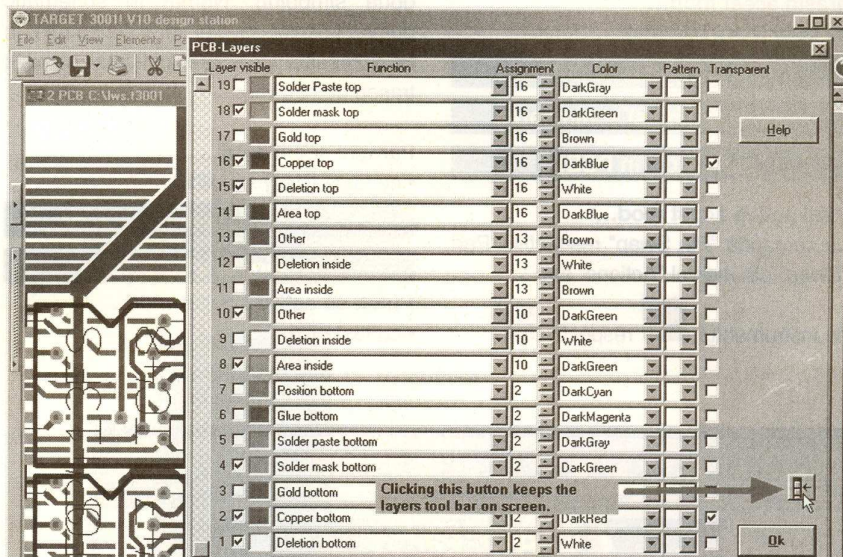 TARGET 3001! V10 design station
File Edit View Elements
2 PCB C:\lws.t3001
PCB-Layers
Layer visible Function Assignment Color Pattern Transparent
19 Solder Paste top 16 DarkGray
18 Solder mask top 16 DarkGreen
Help
17 Gold top 16 Brown
16 Copper top 16 DarkBlue
15 Deletion top 16 White
14 Area top 16 DarkBlue
13 Other 13 Brown
12 Deletion inside 13 White
11 Area inside 13 Brown
10 Other 10 DarkGreen
9 Deletion inside 10 White
8 Area inside 10 DarkGreen
7 Position bottom 2 DarkCyan
6 Glue bottom 2 DarkMagenta
5 Solder paste bottom 2 DarkGray
4 Solder mask bottom 2 DarkGreen
3 Gold bottom
Clicking this button keeps the
layers tool bar on screen.
2 Copper bottom 2 DarkRed
1 Deletion bottom 2 White
Ok